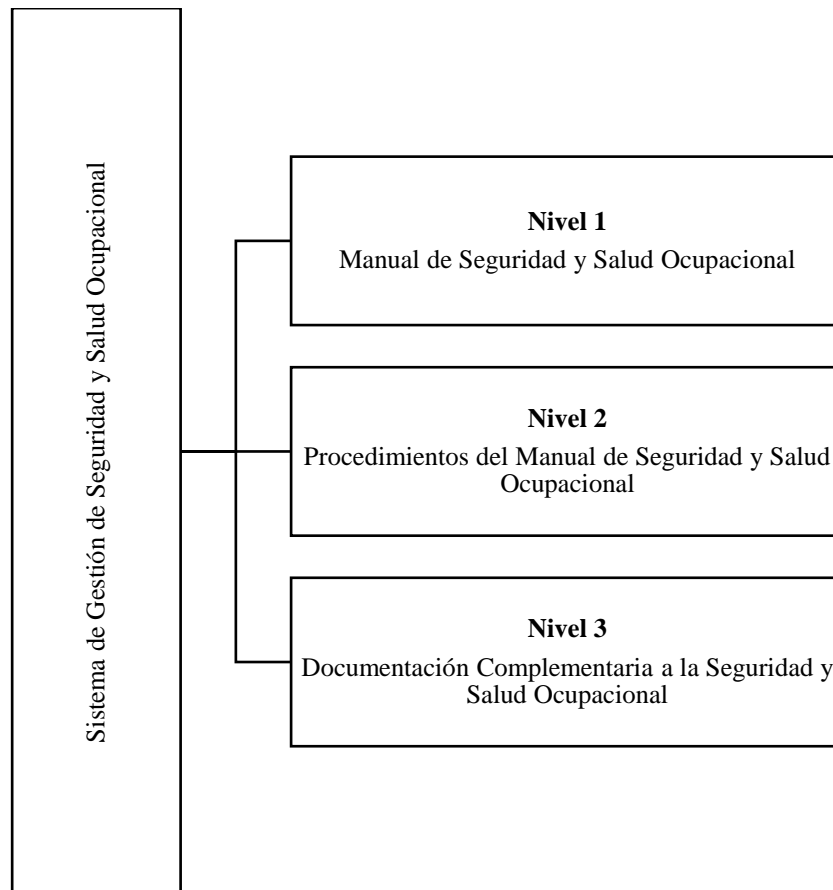 Sistema de Gestión de Seguridad y Salud Ocupacional
Nivel 1
Manual de Seguridad y Salud Ocupacional
Nivel 2
Procedimientos del Manual de Seguridad y Salud
Ocupacional
Nivel 3
Documentación Complementaria a la Seguridad y
Salud Ocupacional